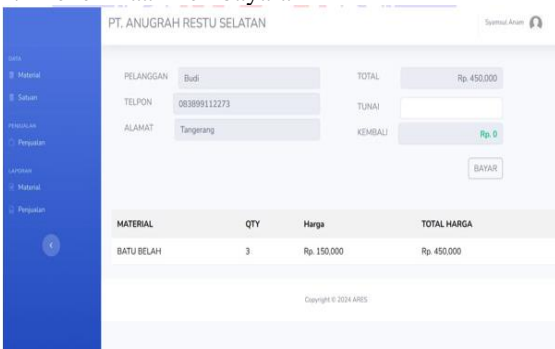 PT. ANUGRAH RESTU SELATAN
Syamsul Anam
DATA
Material
Satuan
PENJUALAN
Penjualan
LAPORAN
Material
Penjualan
PELANGGAN Budi
TELPON 083899112273
ALAMAT Tangerang
TOTAL Rp. 450,000
TUNAI
KEMBALI Rp. 0
BAYAR
MATERIAL QTY Harga TOTAL HARGA
BATU BELAH 3 Rp. 150,000 Rp. 450,000
Copyright © 2024 ARES